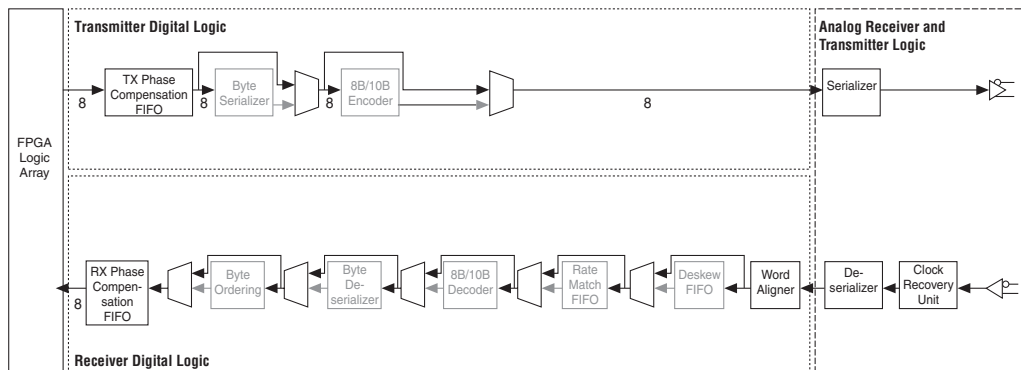 Transmitter Digital Logic
Analog Receiver and
Transmitter Logic
TX Phase
Compensation
FIFO
Byte
Serializer
8B/10B
Encoder
Serializer
8
8
8
8
FPGA
Logic
Array
RX Phase
Compen-
sation
FIFO
Byte
Ordering
Byte
De-
serializer
8B/10B
Decoder
Rate
Match
FIFO
Deskew
FIFO
Word
Aligner
De-
serializer
Clock
Recovery
Unit
8
Receiver Digital Logic